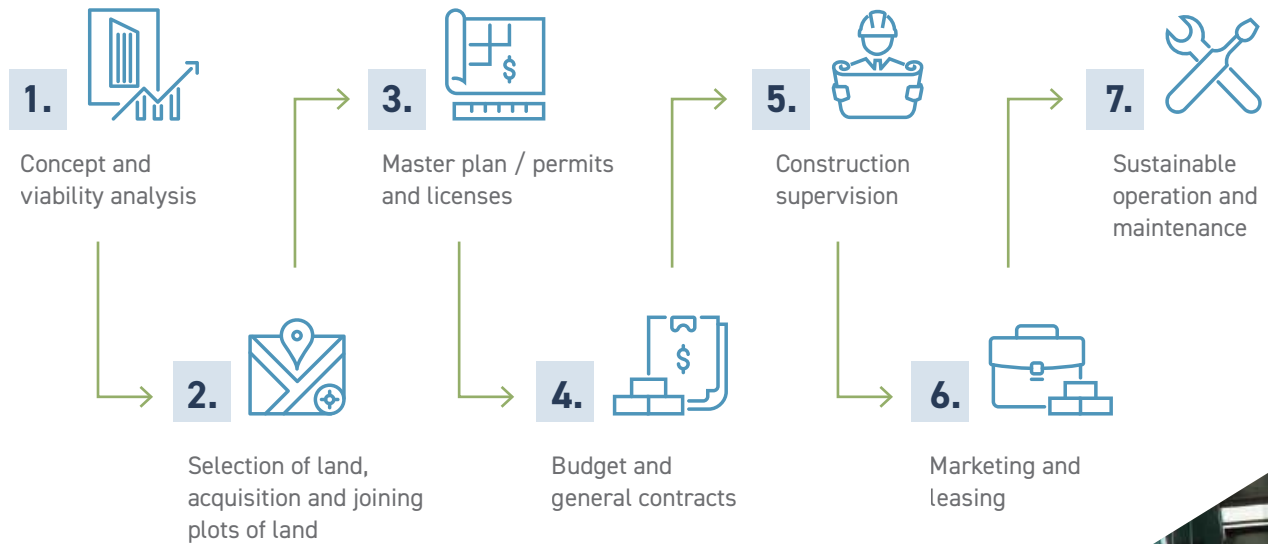 1.
Concept and
viability analysis
2.
Selection of land,
acquisition and joining
plots of land
3.
$
Master plan / permits
and licenses
4.
$
Budget and
general contracts
5.
Construction
supervision
6.
Marketing and
leasing
7.
Sustainable
operation and
maintenance